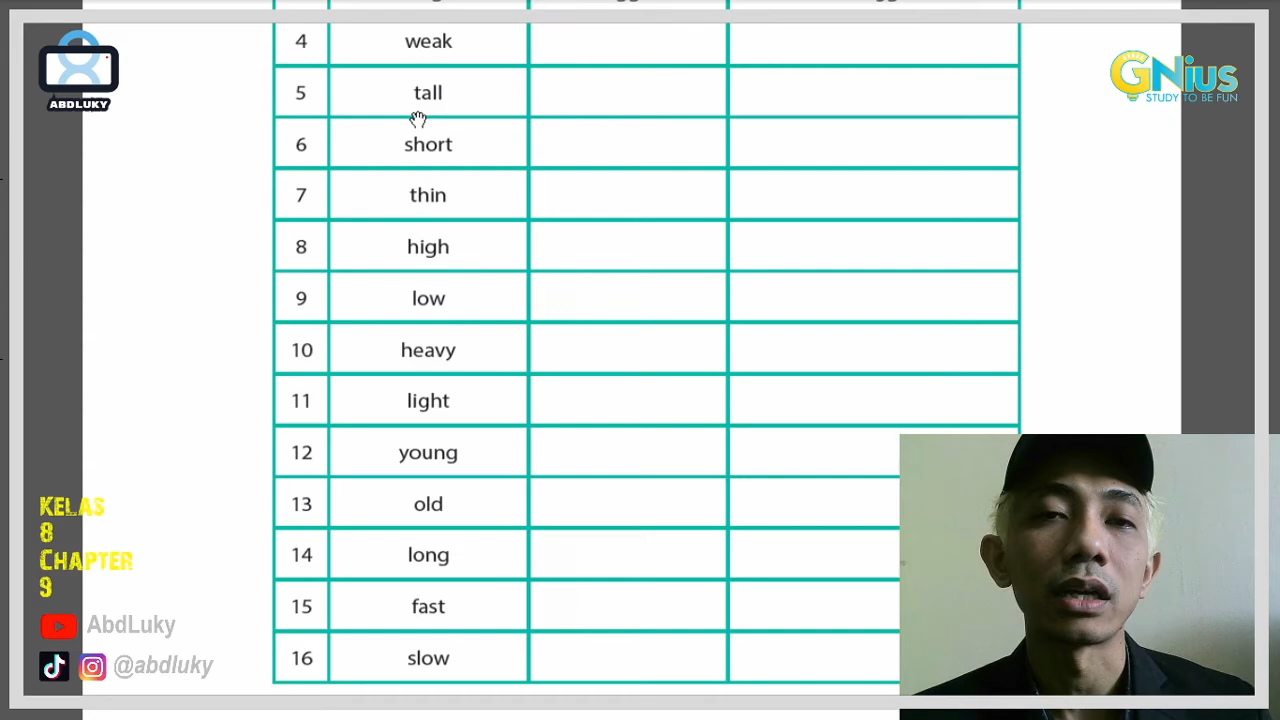 4 weak
5 tall
6 short
7 thin
8 high
9 low
10 heavy
11 light
12 young
13 old
14 long
15 fast
16 slow
ABDLUKY
GNius
STUDY TO BE FUN
KELAS
8
CHAPTER
9
AbdLuky
@abdluky